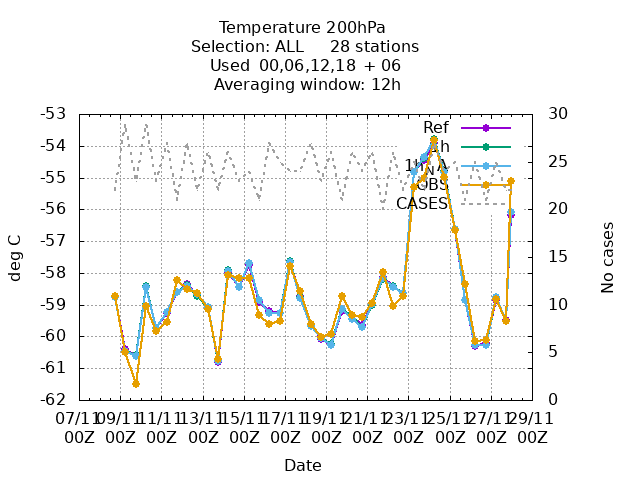 Temperature 200hPa
Selection: ALL 28 stations
Used 00,06,12,18 + 06
Averaging window: 12h
-53
-54
-55
-56
-57
-58
-59
-60
-61
-62
deg C
30
25
20
15
10
5
0
No cases
Ref
OBS
CASES
07/11 09/11 11/11 13/11 15/11 17/11 19/11 21/11 23/11 25/11 27/11 29/11
00Z 00Z 00Z 00Z 00Z 00Z 00Z 00Z 00Z 00Z 00Z 00Z
Date